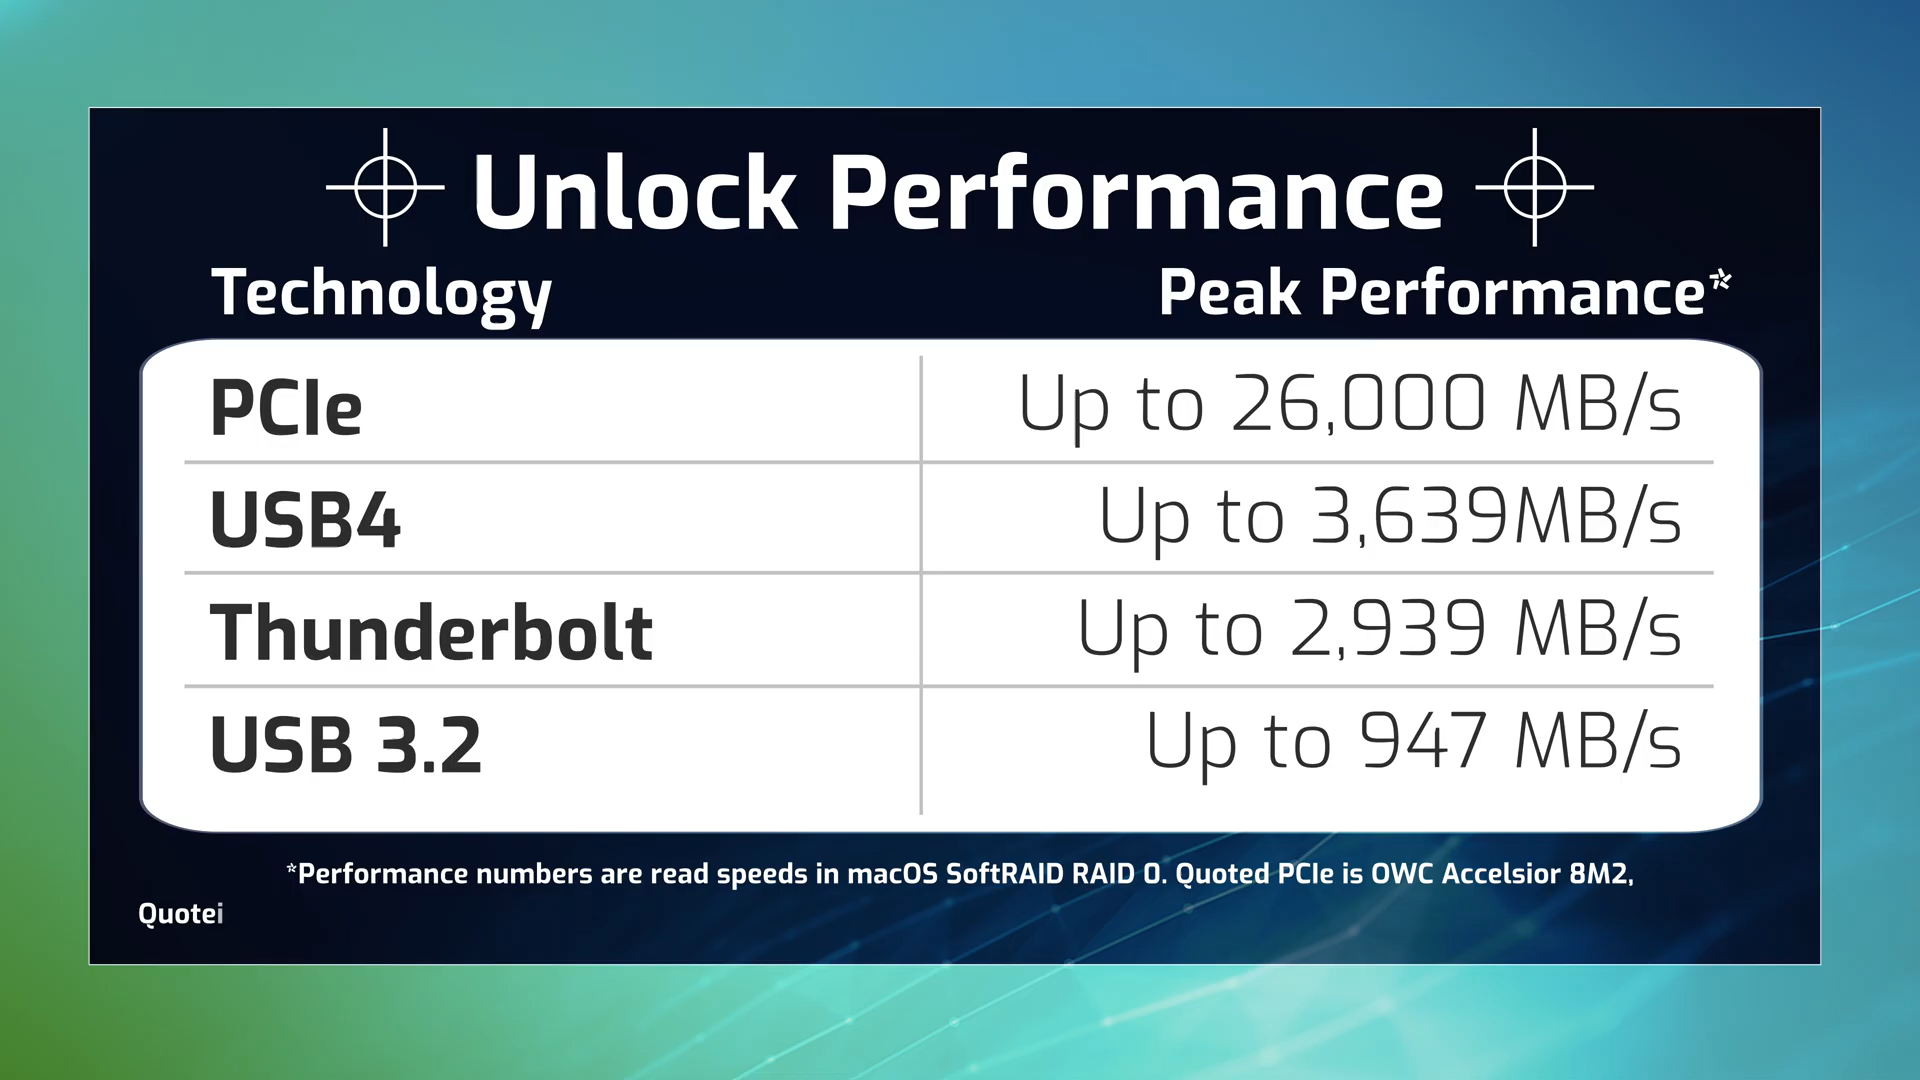 Unlock Performance
Technology Peak Performance*
PCIe Up to 26,000 MB/s
USB4 Up to 3,639MB/s
Thunderbolt Up to 2,939 MB/s
USB 3.2 Up to 947 MB/s
*Performance numbers are read speeds in macOS SoftRAID RAID 0. Quoted PCIe is OWC Accelsior 8M2,
Quotei